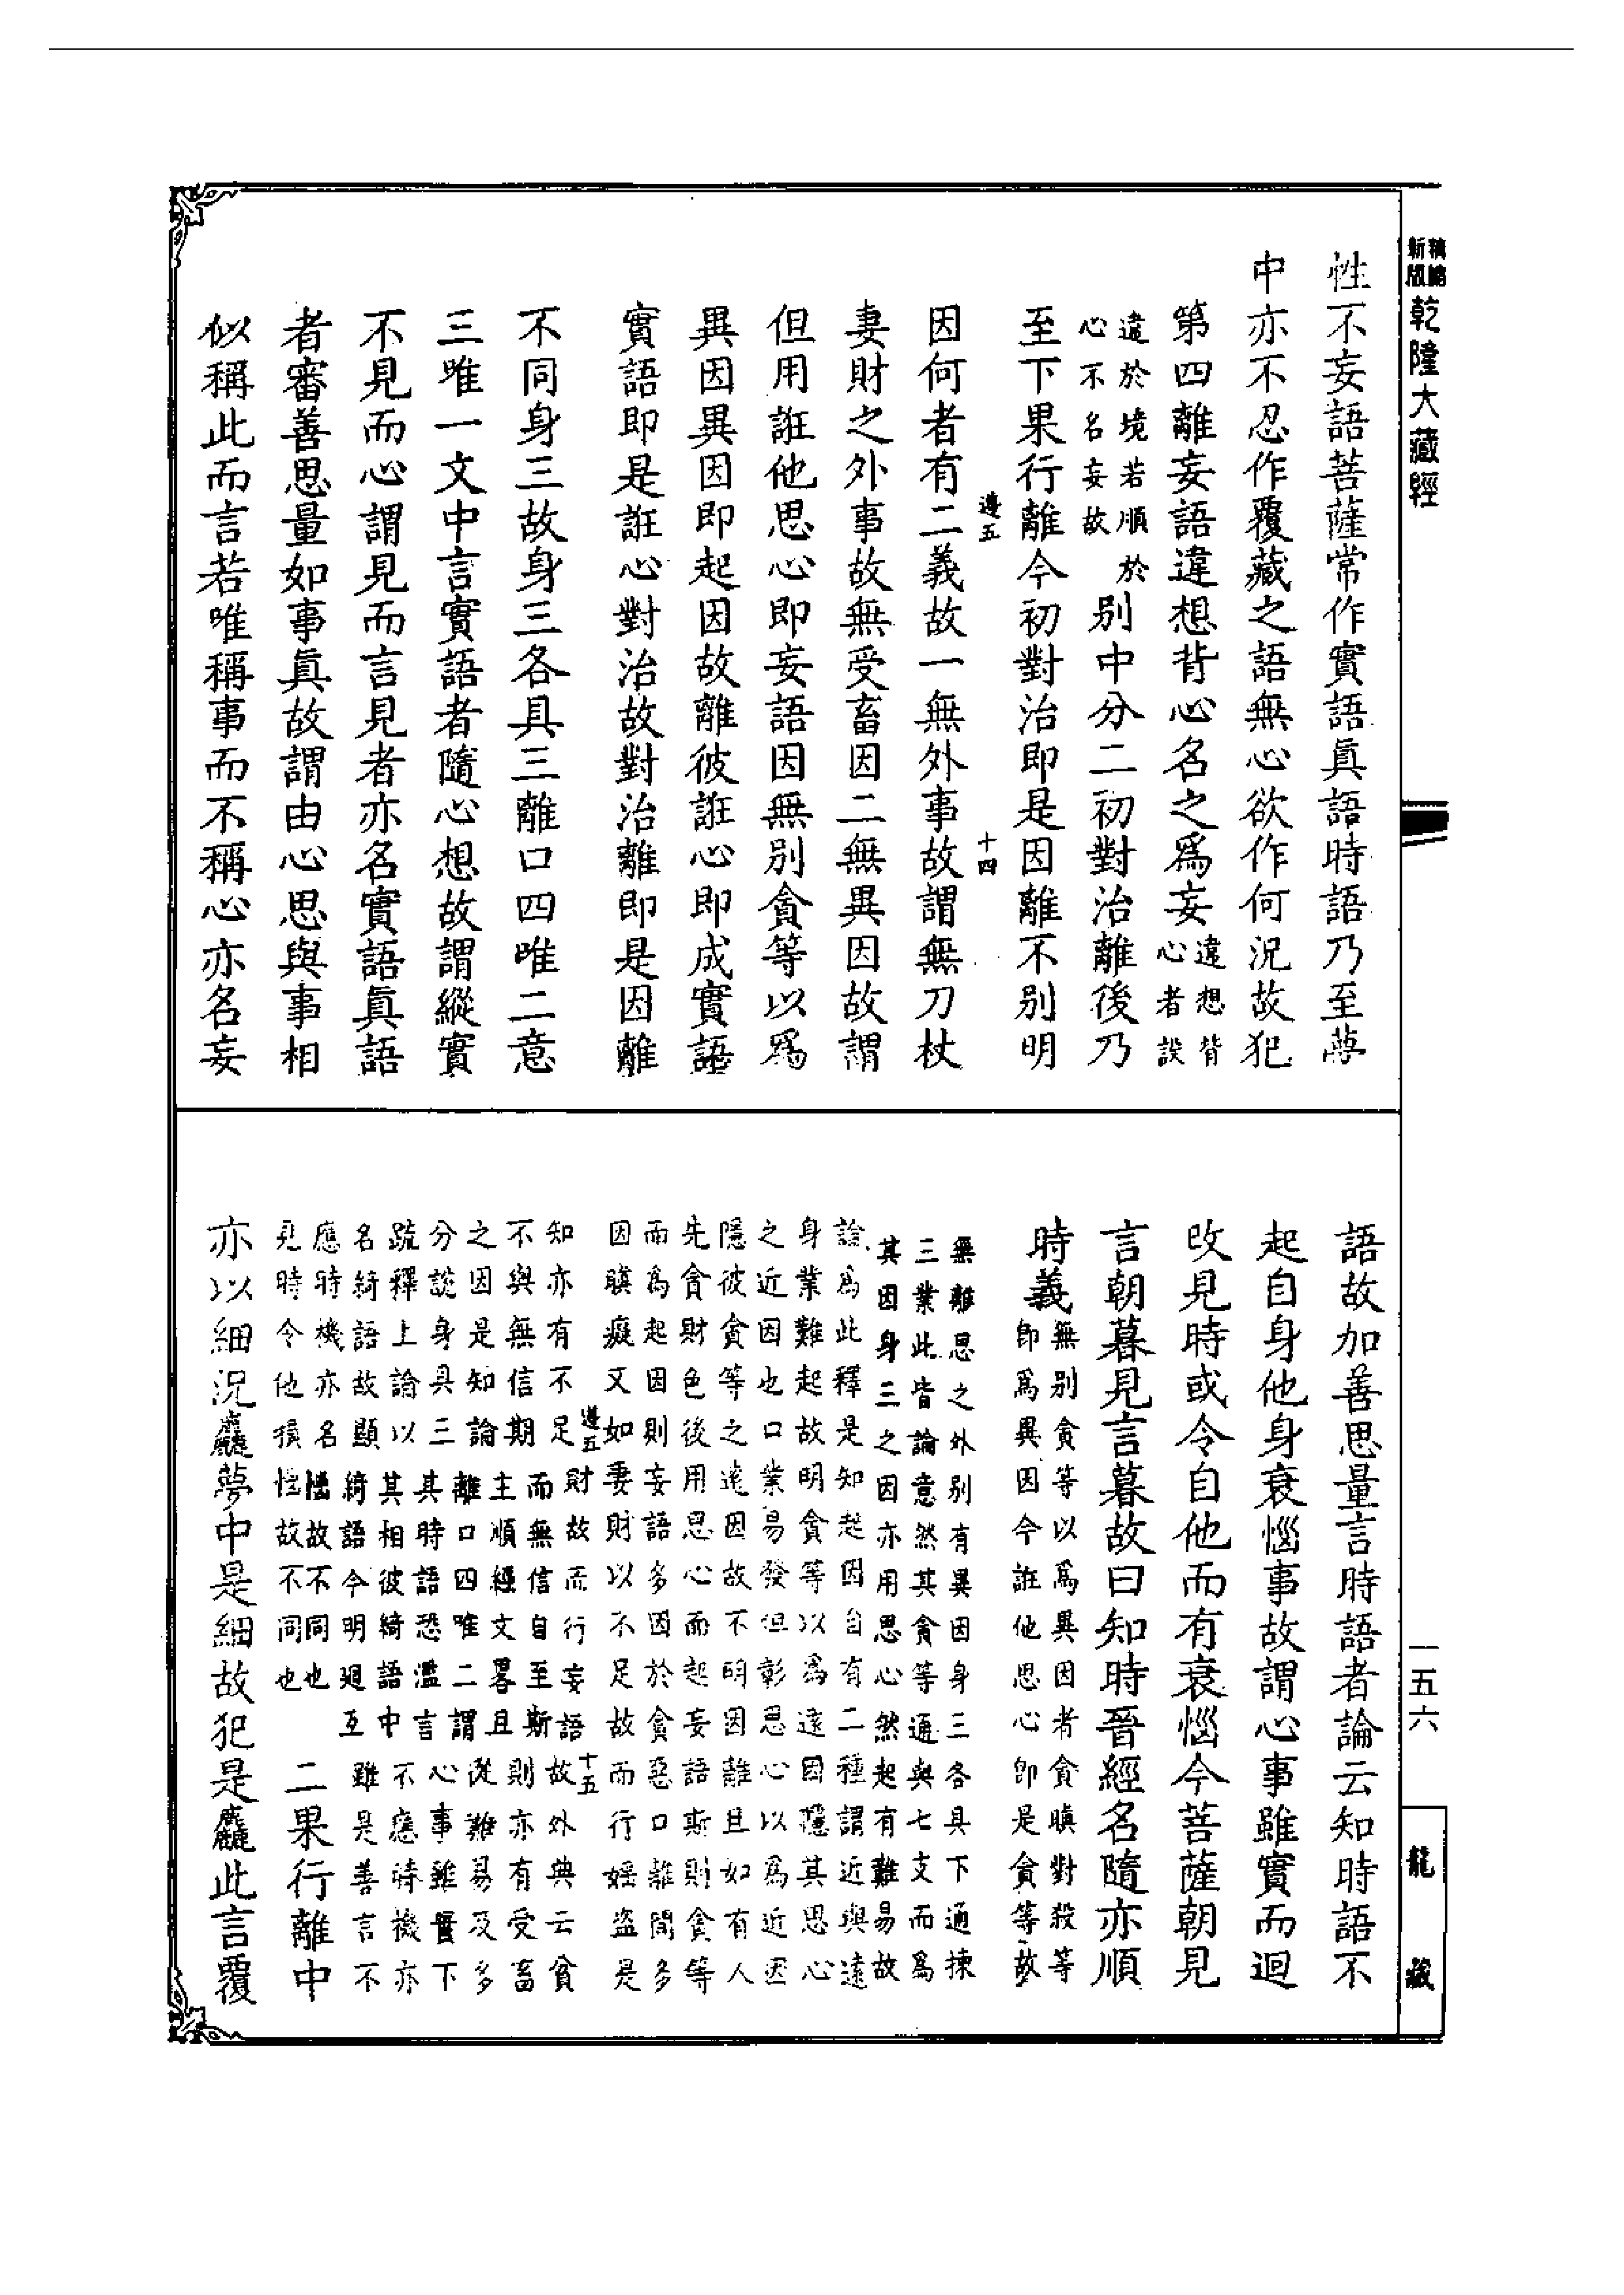 新版 精編 乾隆大藏經
性不妄語菩薩常作實語眞語時語乃至夢
中亦不忍作覆藏之語無心欲作何況故犯
第四離妄語違想背心名之爲妄違想背
心者設
違於境若順於
心不名妄故別中分二初對治離後乃
至下果行離今初對治即是因離不別明
遵五 十四
因何者有二義故一無外事故謂無刀杖
妻財之外事故無受畜因二無異因故謂
但用誑他思心即妄語因無別貪等以爲
異因異因即起因故離彼誑心即成實語
實語即是誑心對治故對治離即是因離
不同身三故身三各具三離口四唯二意
三唯一文中言實語者隨心想故謂縱實
不見而心謂見而言見者亦名實語眞語
者審善思量如事眞故謂由心思與事相
似稱此而言若唯稱事而不稱心亦名妄
語故加善思量言時語者論云知時語不
起自身他身衰惱事故謂心事雖實而迴
改見時或令自他而有衰惱今菩薩朝見
言朝暮見言暮故曰知時晉經名隨亦順
時義無別貪等以爲異因者貪瞋對殺等
即爲異因今誑他思心即是貪等故
無離思之外別有異因身三各具下通揀
三業此皆論意然其貪等通與七支而爲
其因身三之因亦用思心然起有難易故
論爲此釋是知起因自有二種謂近與遠
身業難起故明貪等以爲遠因隱其思心
之近因也口業易發但彰思心以爲近因
隱彼貪等之遠因故不明因離且如有人
先貪財色後用思心而起妄語斯則貪等
而爲起因則妄語多因於貪惡口離間多
因瞋癡又如妻財以不足故而行婬盜是
遵五 十五
知亦有不足財故而行妄語故外典云貪
不與無信期而無信自至斯則亦有受畜
之因是知論主順經文畧且從難易及多
分說身具三離口四唯二謂心事雖實下
疏釋上論以其時語恐濫言不應時機亦
名綺語故顯其相彼綺語中雖是善言不
應時機亦名綺語今明迴互
見時令他損惱故不同也二果行離中
亦以細況麤夢中是細故犯是麤此言覆
一五六
龍藏